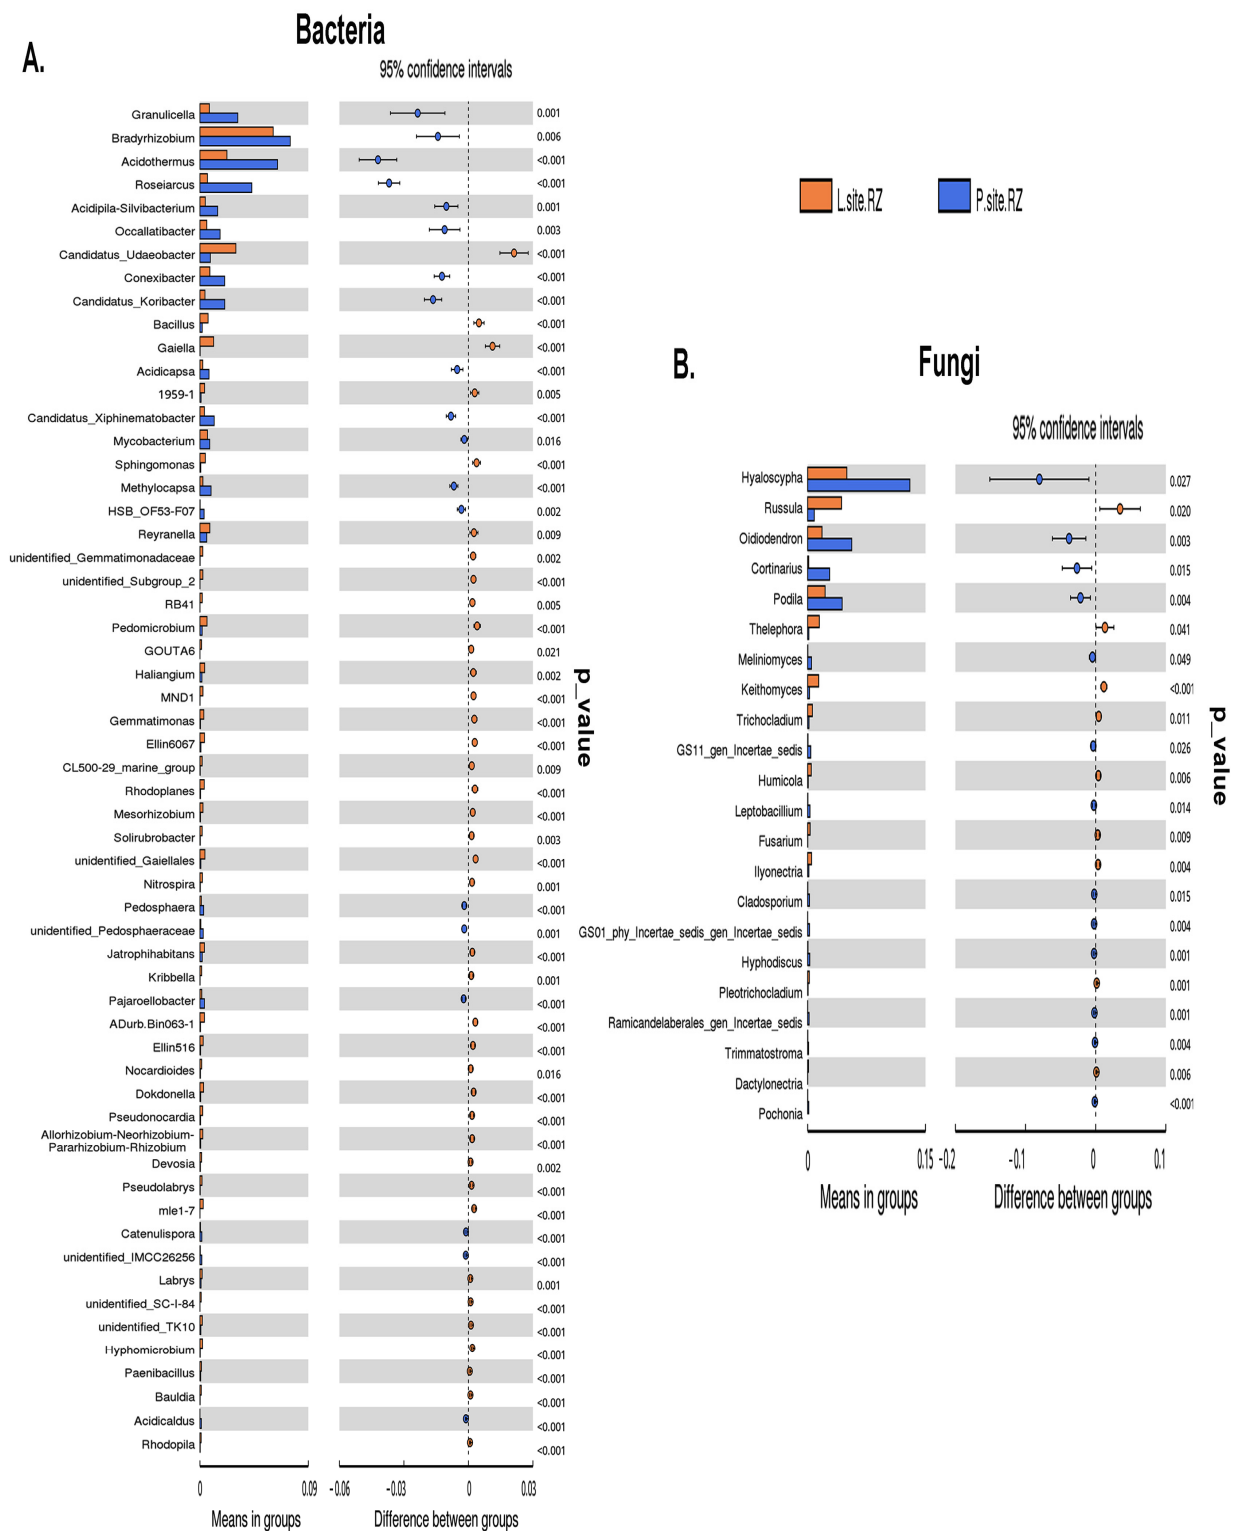 Bacteria
A.
95% confidence intervals
Granulicella 0.001
Bradyrhizobium 0.006
Acidothermus <0.001
Roseiarcus <0.001
Acidipila-Silvibacterium 0.001
Occallatibacter 0.003
Candidatus_Udaeobacter <0.001
Conexibacter <0.001
Candidatus_Koribacter <0.001
Bacillus <0.001
Gaiella <0.001
Acidicapsa <0.001
1959-1 0.005
Candidatus_Xiphinematobacter <0.001
Mycobacterium 0.016
Sphingomonas <0.001
Methylocapsa <0.001
HSB_OF53-F07 0.002
Reyranella 0.009
unidentified_Gemmatimonadaceae 0.002
unidentified_Subgroup_2 <0.001
RB41 0.005
Pedomicrobium <0.001
GOUTA6 0.021
Haliangium 0.002
MND1 <0.001
Gemmatimonas <0.001
Ellin6067 <0.001
CL500-29_marine_group 0.009
Rhodoplanes <0.001
Mesorhizobium <0.001
Solirubrobacter 0.003
unidentified_Gaiellales <0.001
Nitrospira 0.001
Pedosphaera <0.001
unidentified_Pedosphaeraceae 0.001
Jatrophihabitans <0.001
Kribbella 0.001
Pajaroellobacter <0.001
ADurb.Bin063-1 <0.001
Ellin516 <0.001
Nocardioides 0.016
Dokdonella <0.001
Pseudonocardia <0.001
Allorhizobium-Neorhizobium-
Pararhizobium-Rhizobium <0.001
Devosia 0.002
Pseudolabrys <0.001
mle1-7 <0.001
Catenulispora <0.001
unidentified_IMCC26256 <0.001
Labrys 0.001
unidentified_SC-I-84 <0.001
unidentified_TK10 <0.001
Hyphomicrobium <0.001
Paenibacillus <0.001
Bauldia <0.001
Acidicaldus <0.001
Rhodopila <0.001
p_value
0 0.09 -0.06 -0.03 0 0.03
Means in groups Difference between groups
L.site.RZ P.site.RZ
B. Fungi
95% confidence intervals
Hyaloscypha 0.027
Russula 0.020
Oidiodendron 0.003
Cortinarius 0.015
Podila 0.004
Thelephora 0.041
Meliniomyces 0.049
Keithomyces <0.001
Trichocladium 0.011
GS11_gen_Incertae_sedis 0.026
Humicola 0.006
Leptobacillium 0.014
Fusarium 0.009
Ilyonectria 0.004
Cladosporium 0.015
GS01_phy_Incertae_sedis_gen_Incertae_sedis 0.004
Hyphodiscus 0.001
Pleotrichocladium 0.001
Ramicandelaberales_gen_Incertae_sedis 0.001
Trimmatostroma 0.004
Dactylonectria 0.006
Pochonia <0.001
p_value
0 0.15 -0.2 -0.1 0 0.1
Means in groups Difference between groups